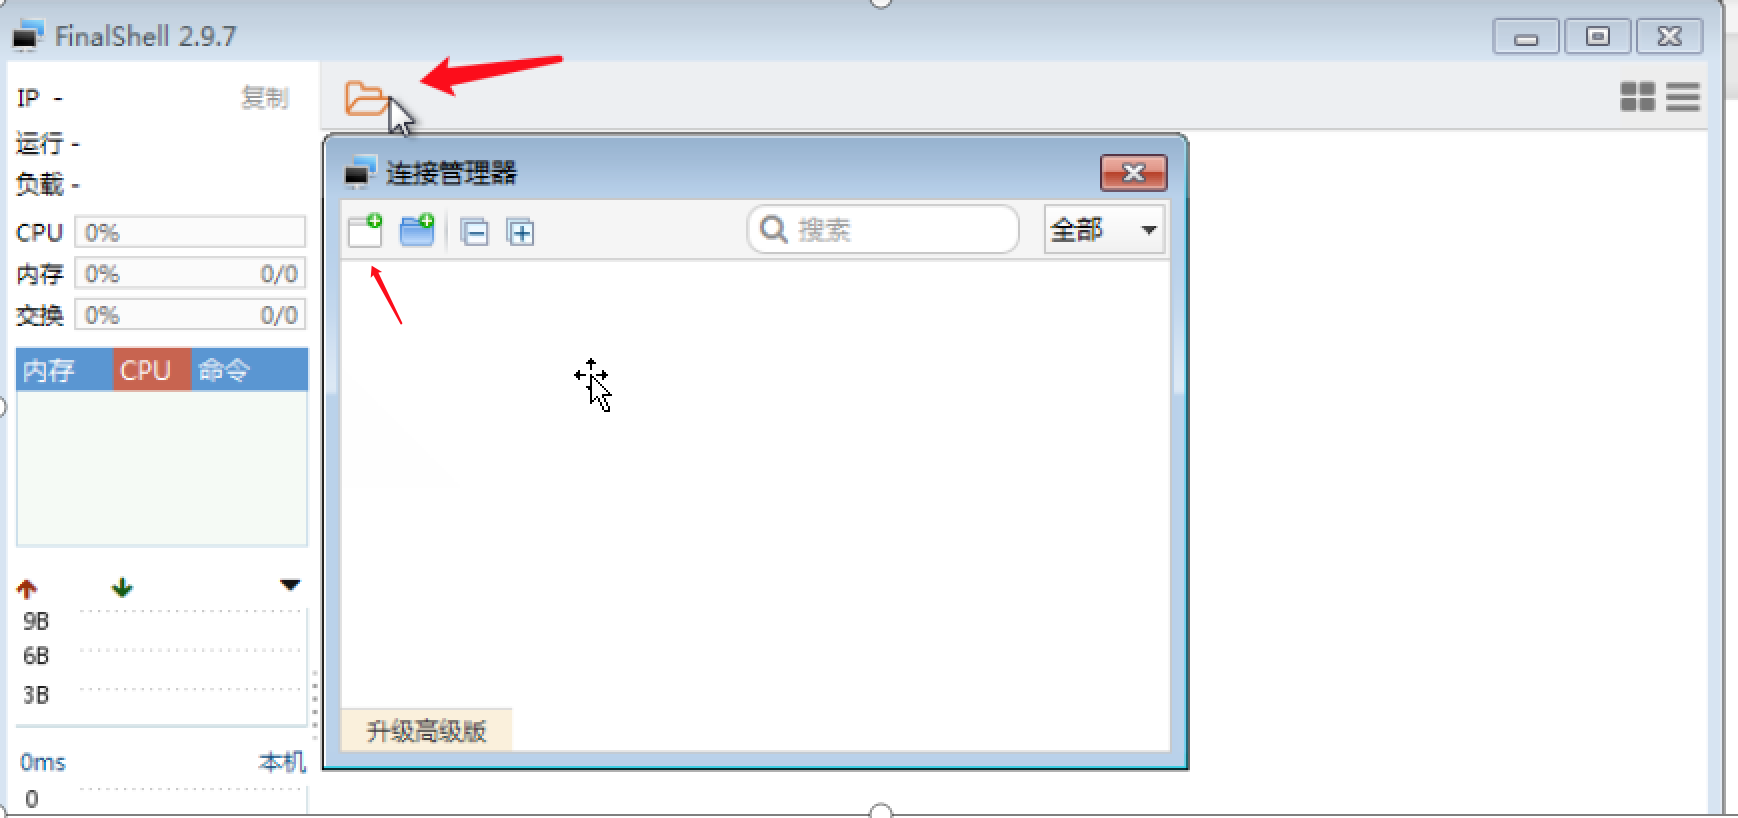 FinalShell 2.9.7
IP -
复制
运行 -
负载 -
CPU 0%
内存 0% 0/0
交换 0% 0/0
内存 CPU 命令
9B
6B
3B
0ms 本机
0
连接管理器
搜索
全部
升级高级版